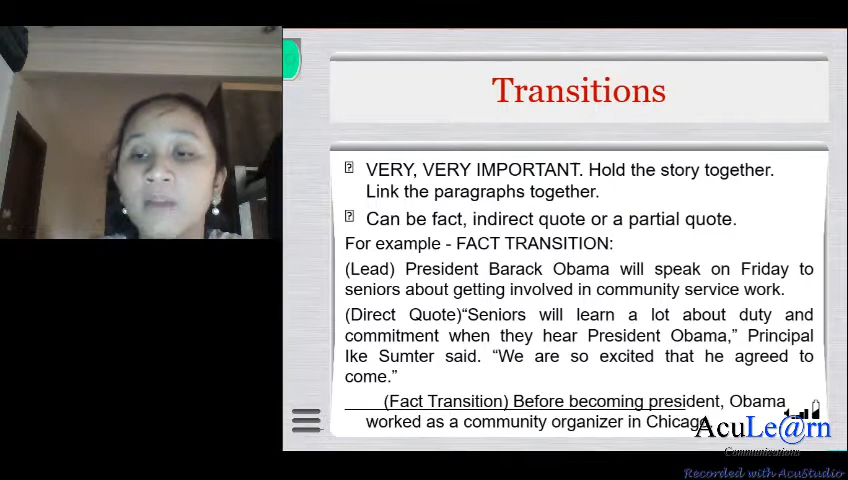 Transitions
VERY, VERY IMPORTANT. Hold the story together.
Link the paragraphs together.
Can be fact, indirect quote or a partial quote.
For example - FACT TRANSITION:
(Lead) President Barack Obama will speak on Friday to
seniors about getting involved in community service work.
(Direct Quote)“Seniors will learn a lot about duty and
commitment when they hear President Obama,” Principal
Ike Sumter said. “We are so excited that he agreed to
come.”
(Fact Transition) Before becoming president, Obama
worked as a community organizer in Chicago.
AcuLe@rn
Communications
Recorded with AcuStudio